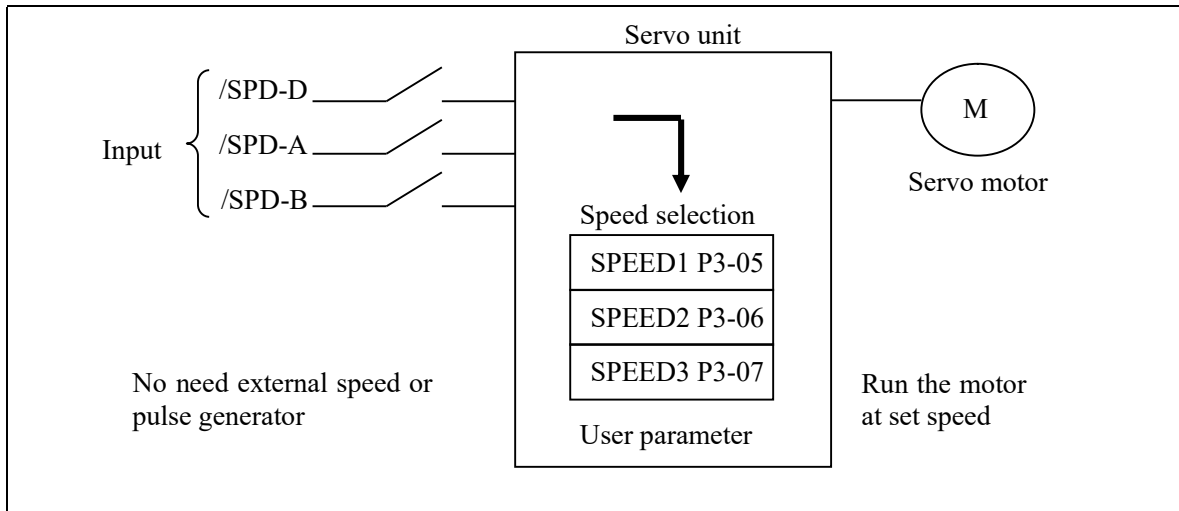 Servo unit
Input
/SPD-D
/SPD-A
/SPD-B
M
Servo motor
Speed selection
SPEED1 P3-05
SPEED2 P3-06
SPEED3 P3-07
User parameter
No need external speed or
pulse generator
Run the motor
at set speed